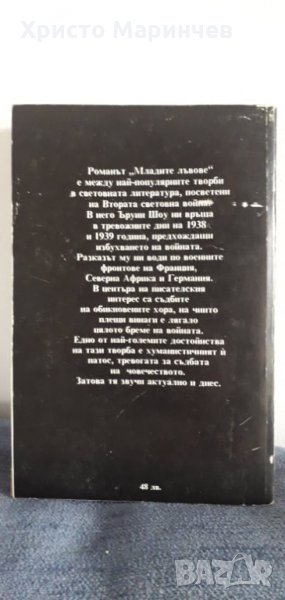 Христо Маринчев
Романът „Младите лъвове“
е между най-популярните творби
в световната литература, посветени
на Втората световна война.
В него Ъруин Шоу ни връща
в тревожните дни на 1938
и 1939 година, предхождащи
избухването на войната.
Разказът му ни води по военните
фронтове на Франция,
Северна Африка и Германия.
В центъра на писателския
интерес са съдбите
на обикновените хора, на чиито
плещи винаги е лягало
цялото бреме на войната.
Едно от най-големите достойнства
на тази творба е хуманистичният ѝ
патос, тревогата за съдбата
на човечеството.
Затова тя звучи актуално и днес.
48 лв.
BAZAR
bg